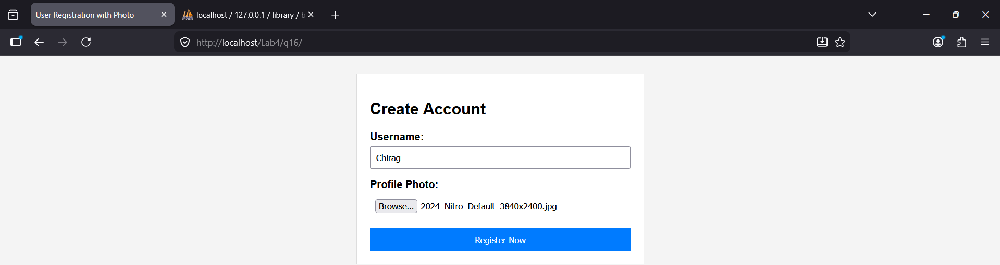 User Registration with Photo
localhost / 127.0.0.1 / library / b
http://localhost/Lab4/q16/
Create Account
Username:
Chirag
Profile Photo:
Browse... 2024_Nitro_Default_3840x2400.jpg
Register Now